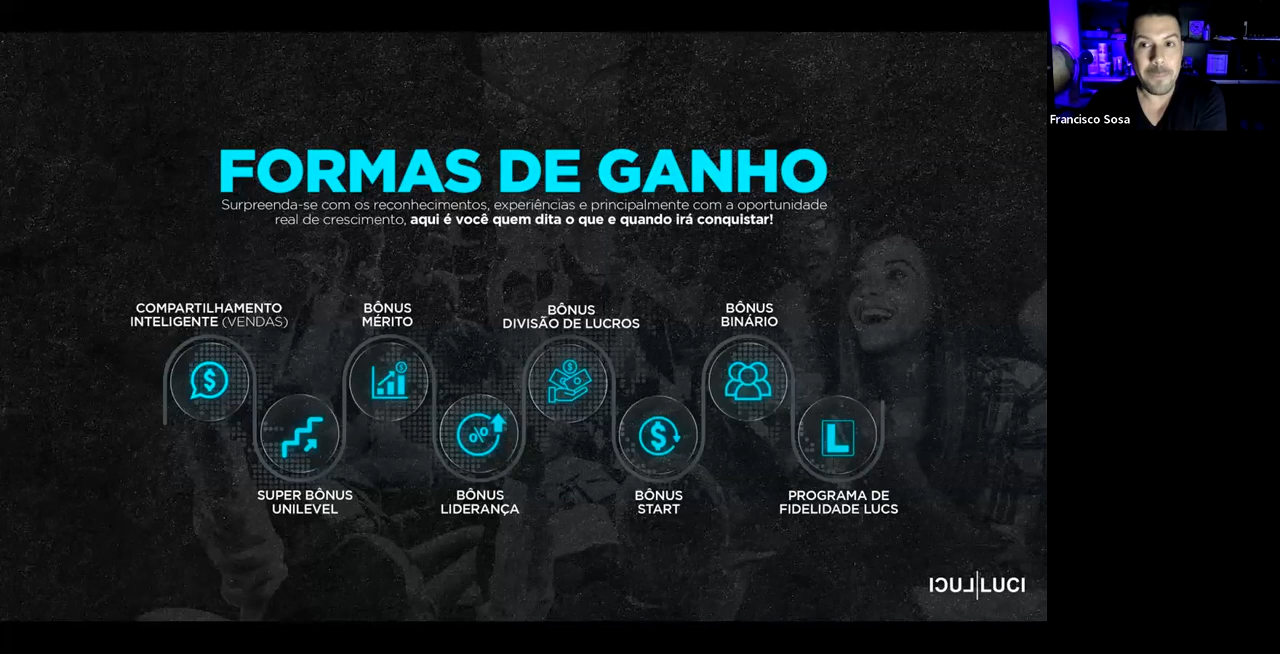 FORMAS DE GANHO
Surpreenda-se com os reconhecimentos, experiências e principalmente com a oportunidade
real de crescimento, aqui é você quem dita o que e quando irá conquistar!
COMPARTILHAMENTO
INTELIGENTE (VENDAS)
SUPER BÔNUS
UNILEVEL
BÔNUS
MÉRITO
BÔNUS
LIDERANÇA
BÔNUS
DIVISÃO DE LUCROS
BÔNUS
START
BÔNUS
BINÁRIO
PROGRAMA DE
FIDELIDADE LUCS
LUCI|LUCI
Francisco Sosa